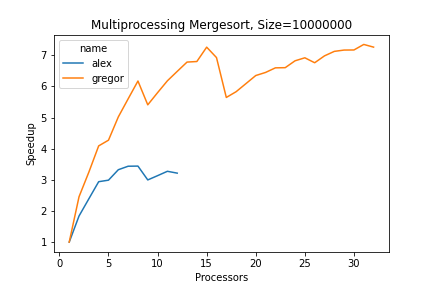 Multiprocessing Mergesort, Size=10000000
name
alex
gregor
Speedup
7
6
5
4
3
2
1
0
5
10
15
20
25
30
Processors